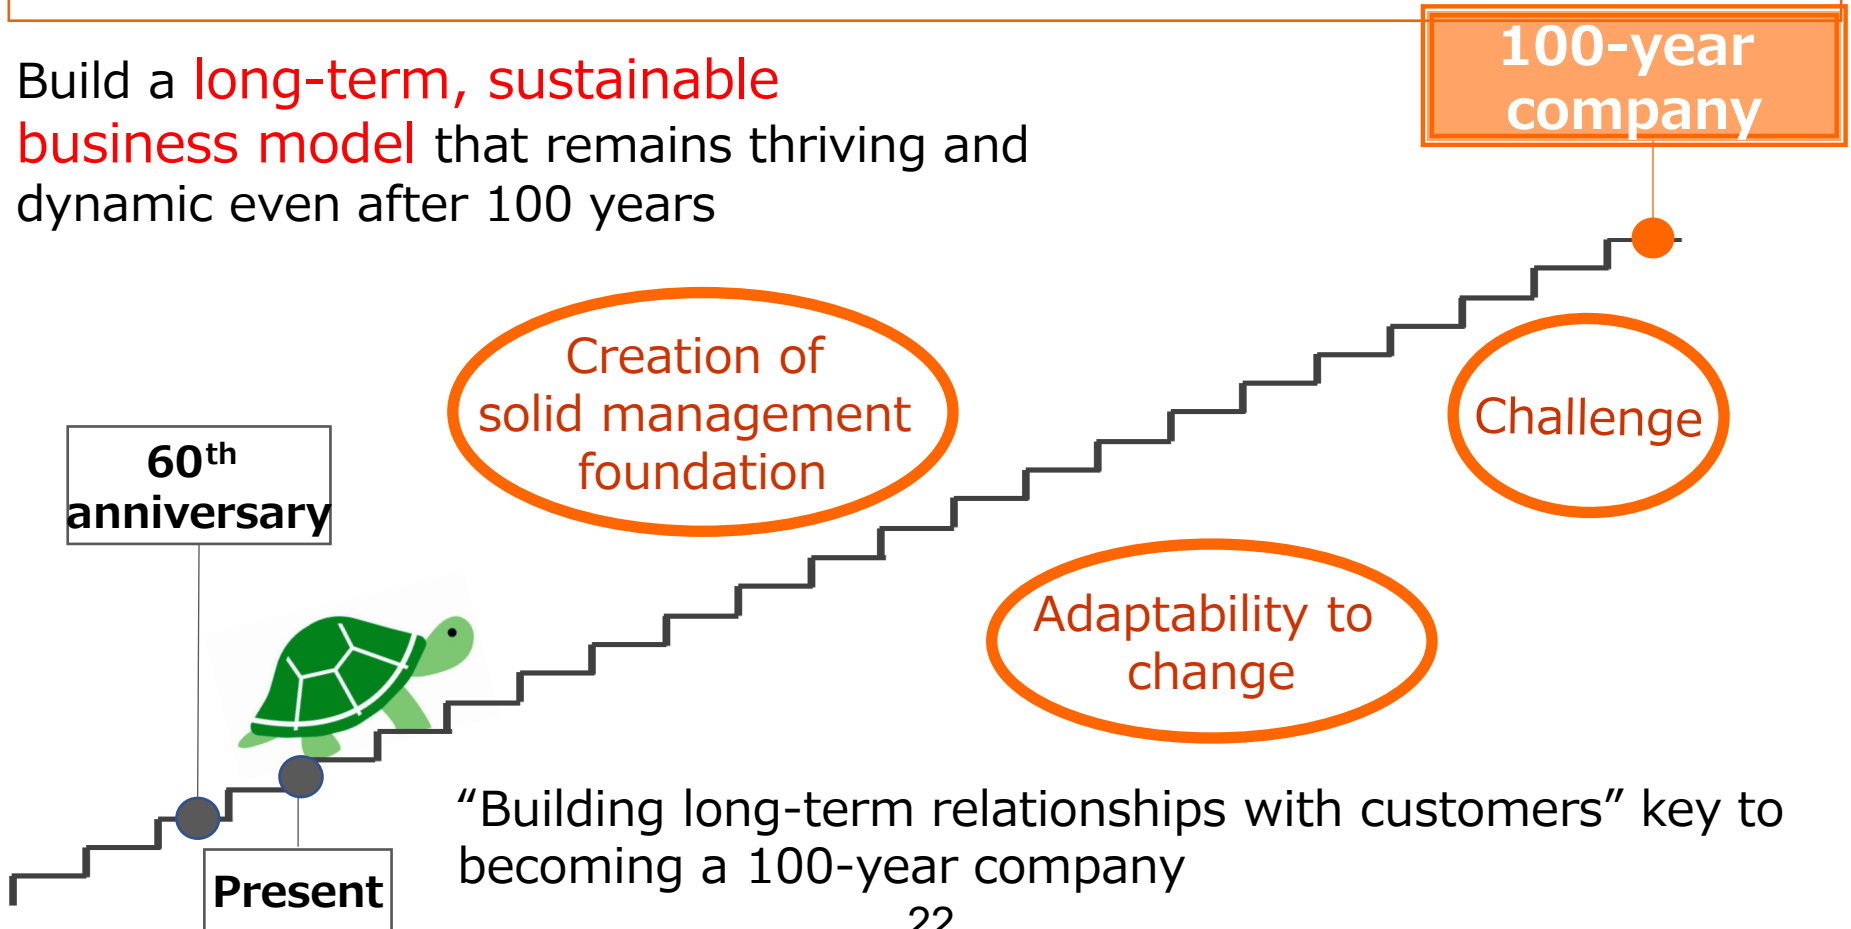 100-year
company
Build a long-term, sustainable
business model that remains thriving and
dynamic even after 100 years
Creation of
solid management
foundation
Challenge
60th
anniversary
Adaptability to
change
“Building long-term relationships with customers” key to
becoming a 100-year company
Present
22